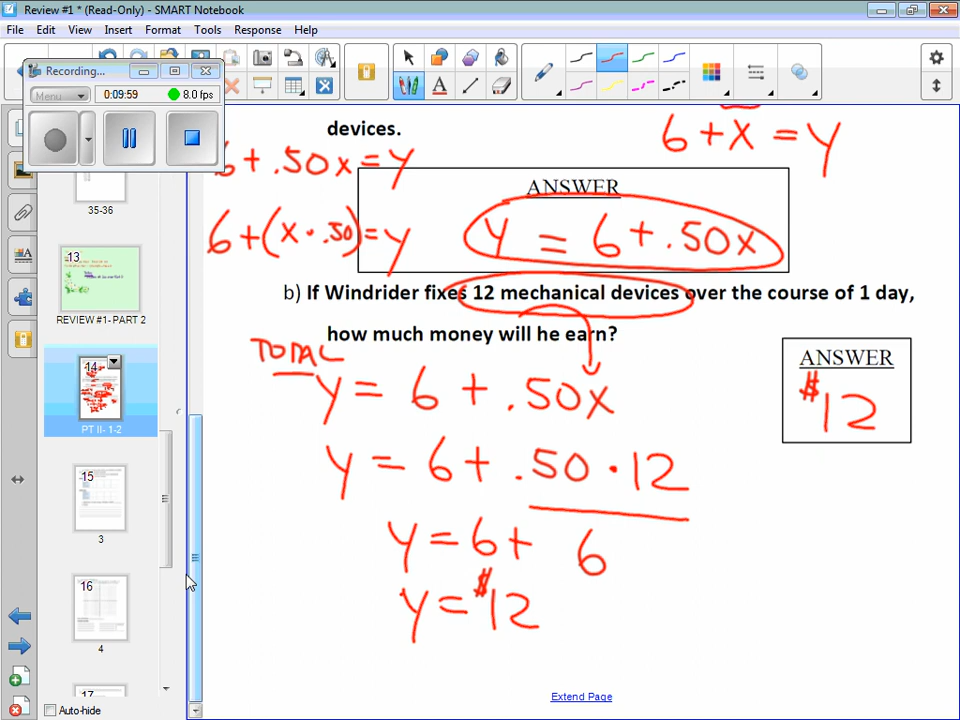 Review #1 * (Read-Only) - SMART Notebook
File Edit View Insert Format Tools Response Help
Recording...
Menu 0:09:59 8.0 fps
35-36
13
REVIEW #1- PART 2
14
PT II- 1-2
15
3
16
4
17
Auto-hide
devices.
6 + x = y
6 + .50x = y
ANSWER
6 + (x · .50) = y
y = 6 + .50x
b) If Windrider fixes 12 mechanical devices over the course of 1 day,
how much money will he earn?
TOTAL
ANSWER
$12
y = 6 + .50x
y = 6 + .50 · 12
y = 6 + 6
y = $12
Extend Page